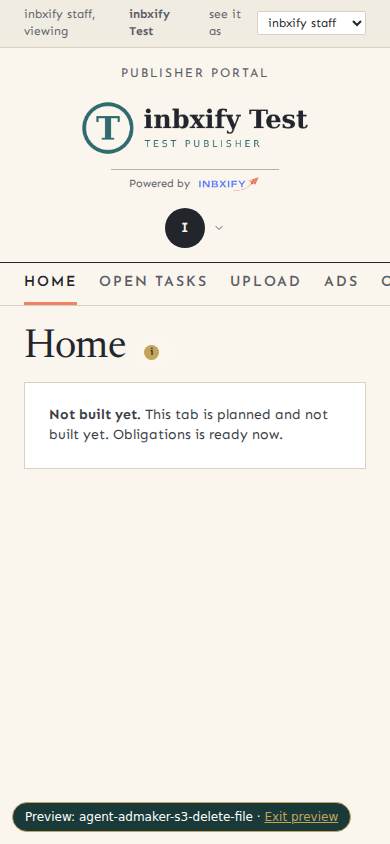 inbxify staff, viewing
inbxify Test
see it as
inbxify staff
PUBLISHER PORTAL
T
inbxify Test
TEST PUBLISHER
Powered by INBXIFY
I
HOME OPEN TASKS UPLOAD ADS
Home i
Not built yet. This tab is planned and not
built yet. Obligations is ready now.
Preview: agent-admaker-s3-delete-file · Exit preview